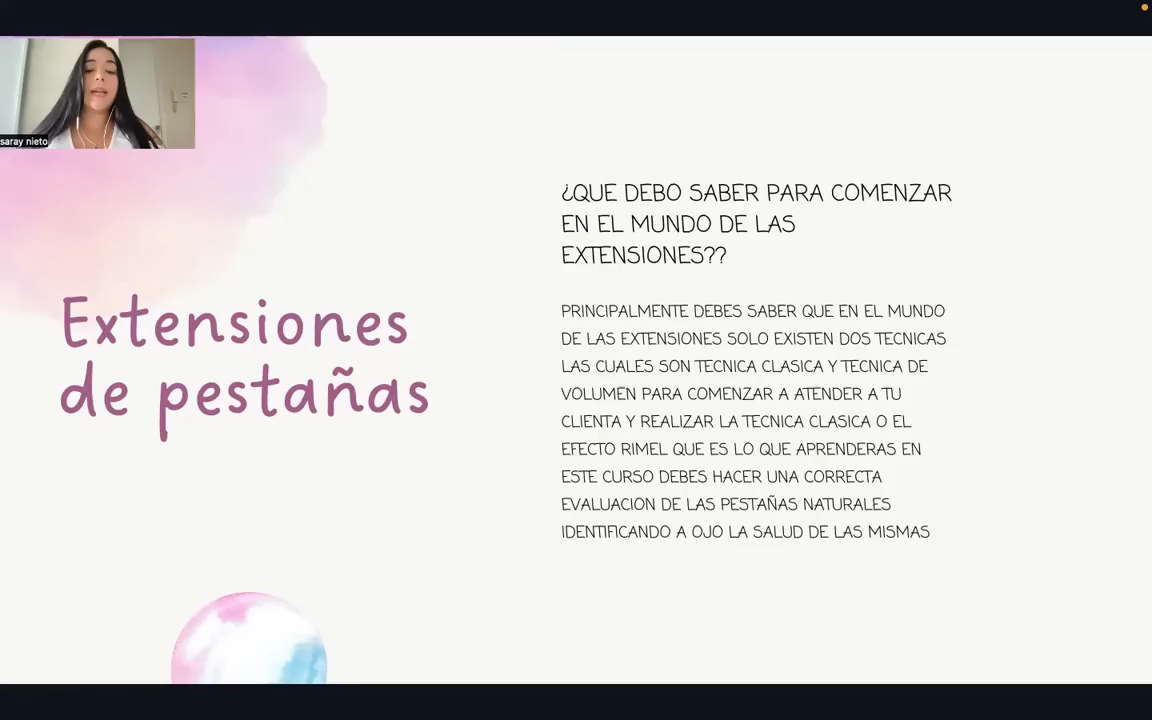 saray nieto
Extensiones
de pestañas
¿QUE DEBO SABER PARA COMENZAR
EN EL MUNDO DE LAS
EXTENSIONES??
PRINCIPALMENTE DEBES SABER QUE EN EL MUNDO
DE LAS EXTENSIONES SOLO EXISTEN DOS TECNICAS
LAS CUALES SON TECNICA CLASICA Y TECNICA DE
VOLUMEN PARA COMENZAR A ATENDER A TU
CLIENTA Y REALIZAR LA TECNICA CLASICA O EL
EFECTO RIMEL QUE ES LO QUE APRENDERAS EN
ESTE CURSO DEBES HACER UNA CORRECTA
EVALUACION DE LAS PESTAÑAS NATURALES
IDENTIFICANDO A OJO LA SALUD DE LAS MISMAS